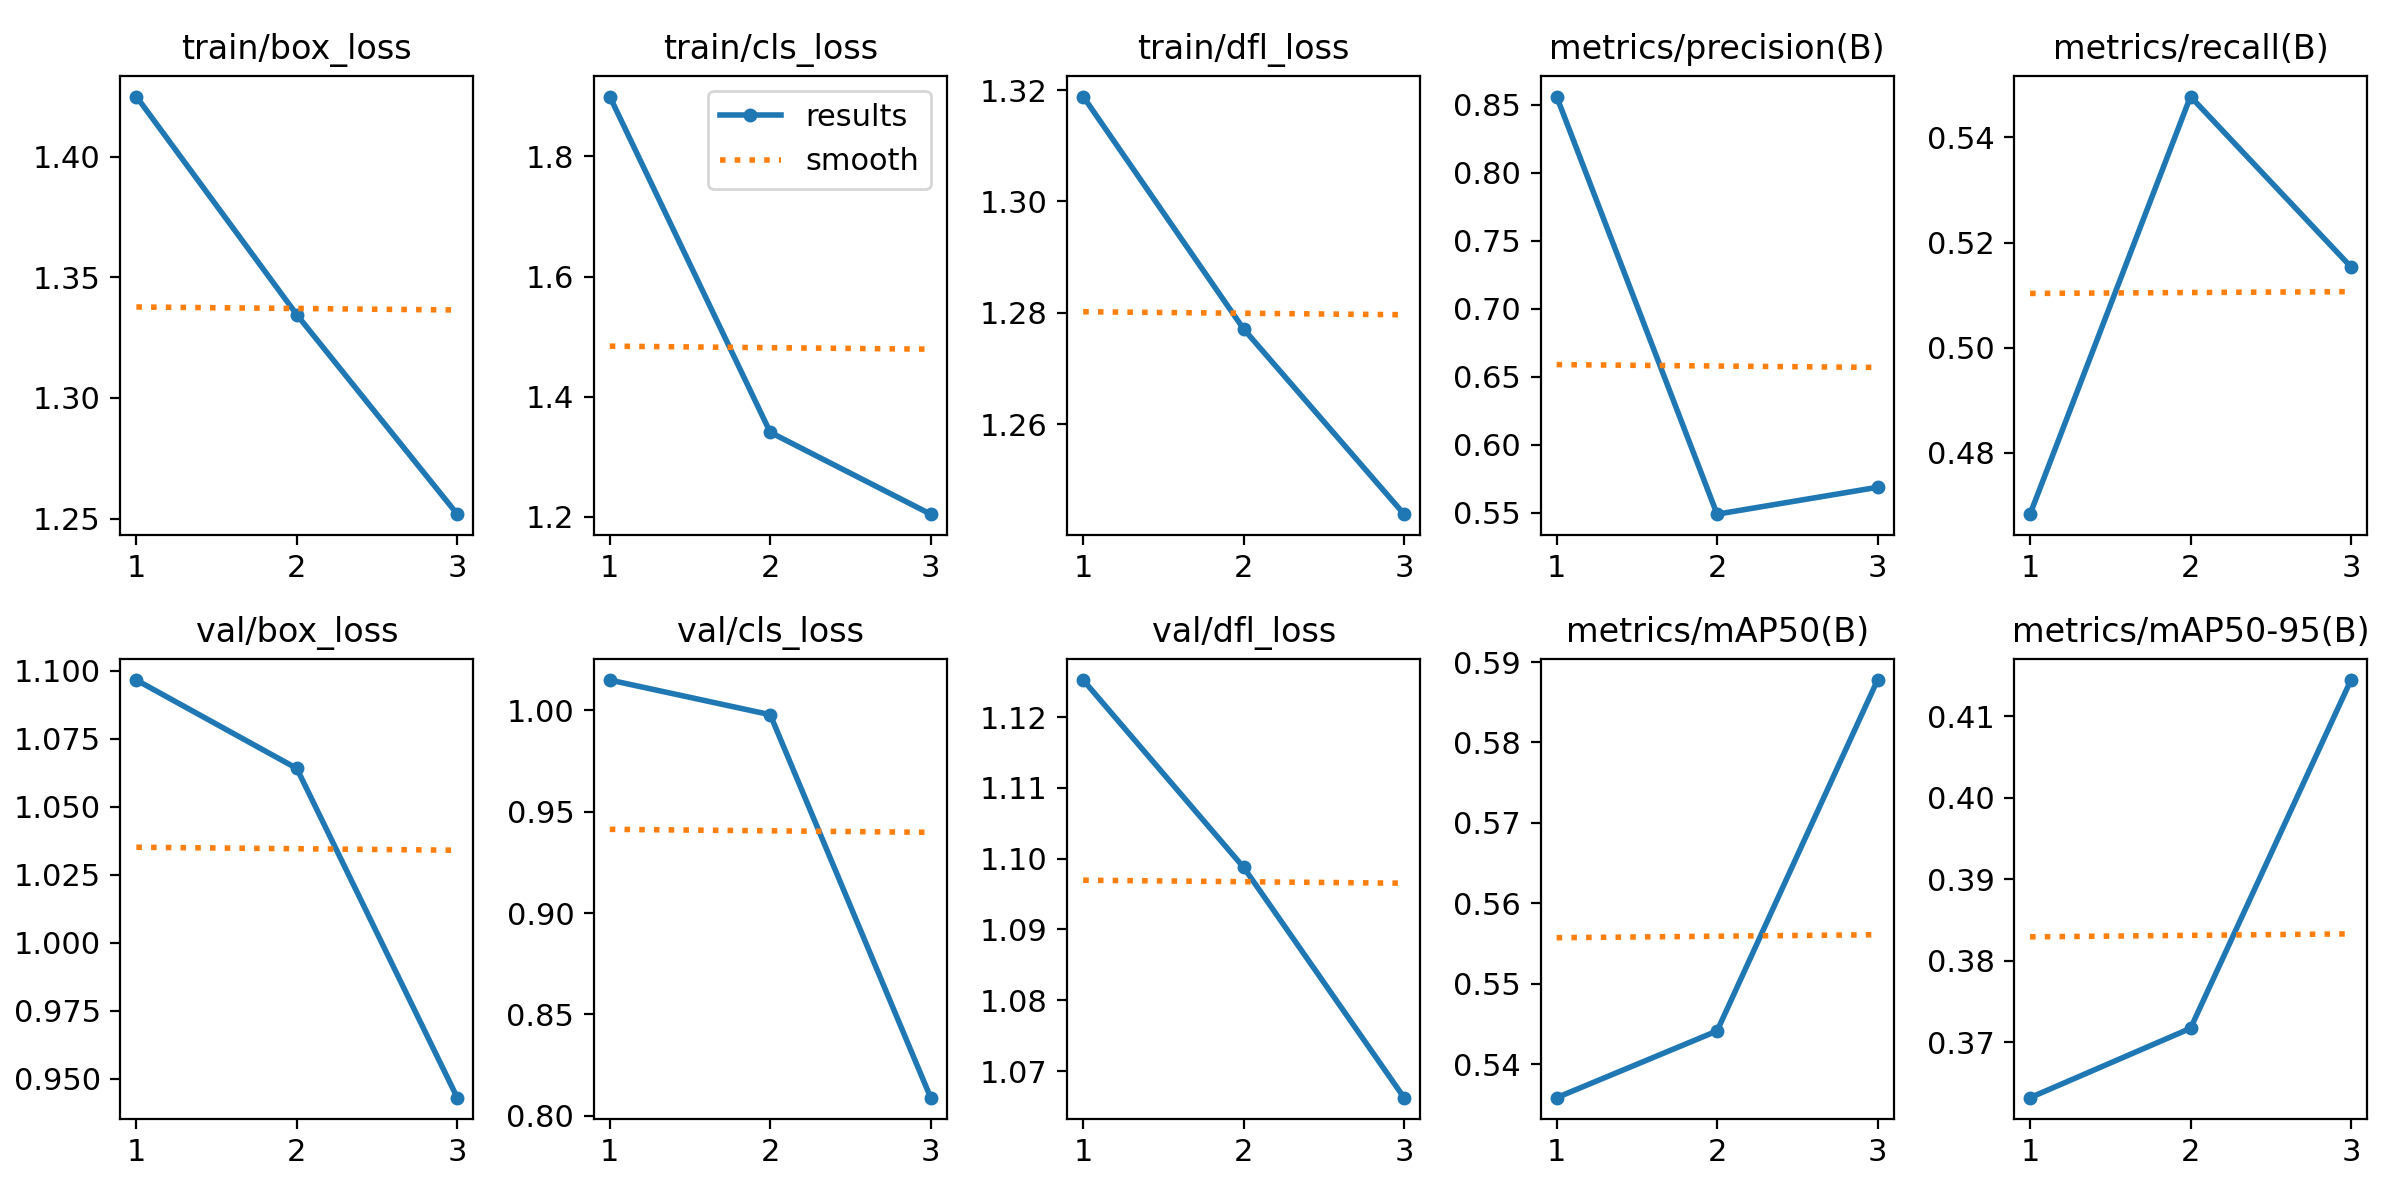 train/box_loss
1.40
1.35
1.30
1.25
1 2 3
train/cls_loss
results
smooth
1.8
1.6
1.4
1.2
1 2 3
train/dfl_loss
1.32
1.30
1.28
1.26
1 2 3
metrics/precision(B)
0.85
0.80
0.75
0.70
0.65
0.60
0.55
1 2 3
metrics/recall(B)
0.54
0.52
0.50
0.48
1 2 3
val/box_loss
1.100
1.075
1.050
1.025
1.000
0.975
0.950
1 2 3
val/cls_loss
1.00
0.95
0.90
0.85
0.80
1 2 3
val/dfl_loss
1.12
1.11
1.10
1.09
1.08
1.07
1 2 3
metrics/mAP50(B)
0.59
0.58
0.57
0.56
0.55
0.54
1 2 3
metrics/mAP50-95(B)
0.41
0.40
0.39
0.38
0.37
1 2 3